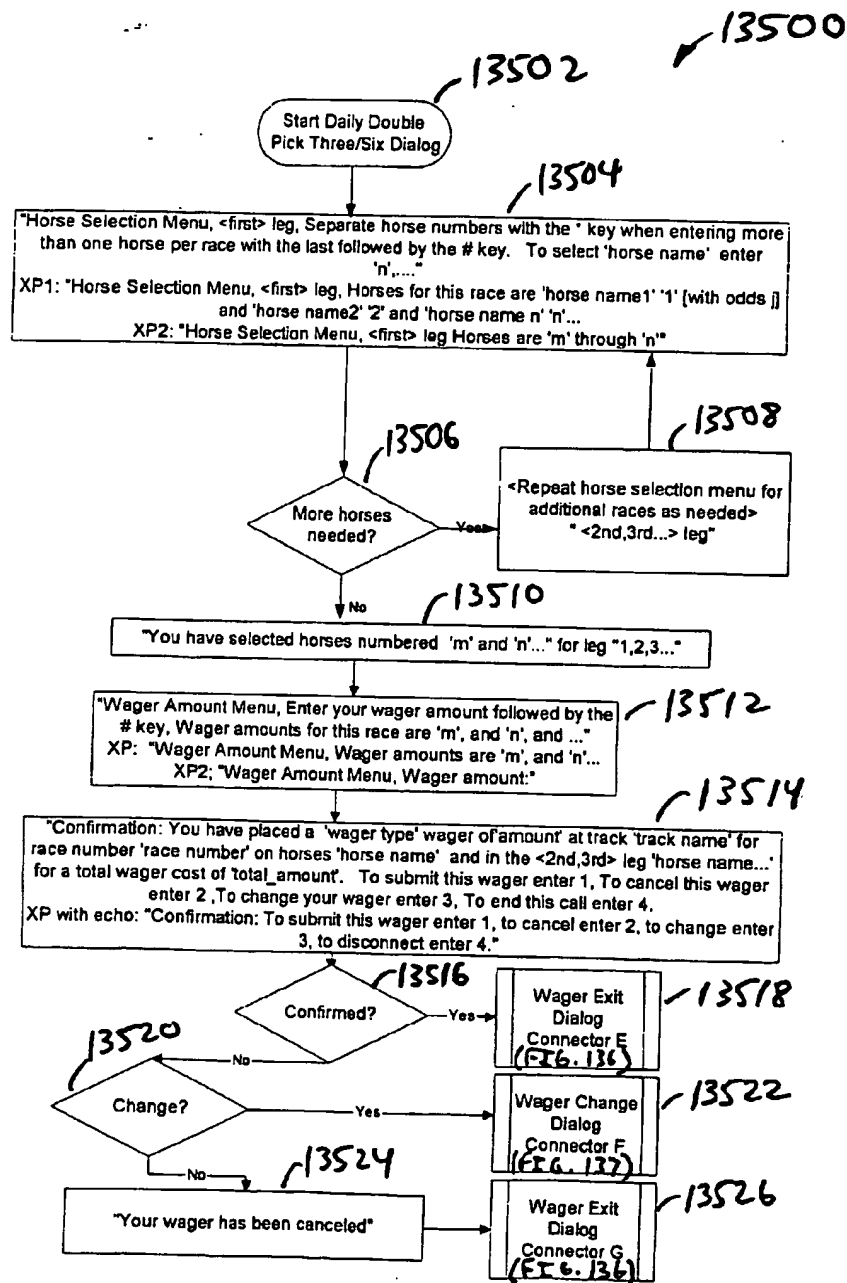 13500
13502
Start Daily Double
Pick Three/Six Dialog
13504
"Horse Selection Menu, <first> leg, Separate horse numbers with the * key when entering more
than one horse per race with the last followed by the # key. To select 'horse name' enter
'n',...."
XP1: "Horse Selection Menu, <first> leg, Horses for this race are 'horse name1' '1' [with odds j]
and 'horse name2' '2' and 'horse name n' 'n'...
XP2: "Horse Selection Menu, <first> leg Horses are 'm' through 'n'"
13506
More horses
needed?
Yes
13508
<Repeat horse selection menu for
additional races as needed>
" <2nd,3rd...> leg"
No
13510
"You have selected horses numbered 'm' and 'n'..." for leg "1,2,3..."
13512
"Wager Amount Menu, Enter your wager amount followed by the
# key, Wager amounts for this race are 'm', and 'n', and ..."
XP: "Wager Amount Menu, Wager amounts are 'm', and 'n'...
XP2; "Wager Amount Menu, Wager amount:"
13514
"Confirmation: You have placed a 'wager type' wager of amount' at track 'track name' for
race number 'race number' on horses 'horse name' and in the <2nd,3rd> leg 'horse name...'
for a total wager cost of 'total_amount'. To submit this wager enter 1, To cancel this wager
enter 2 ,To change your wager enter 3, To end this call enter 4.
XP with echo: "Confirmation: To submit this wager enter 1, to cancel enter 2, to change enter
3, to disconnect enter 4."
13516
Confirmed?
Yes
13518
Wager Exit
Dialog
Connector E
(FIG. 136)
No
13520
Change?
Yes
13522
Wager Change
Dialog
Connector F
(FIG. 137)
No
13524
"Your wager has been canceled"
13526
Wager Exit
Dialog
Connector G
(FIG. 136)